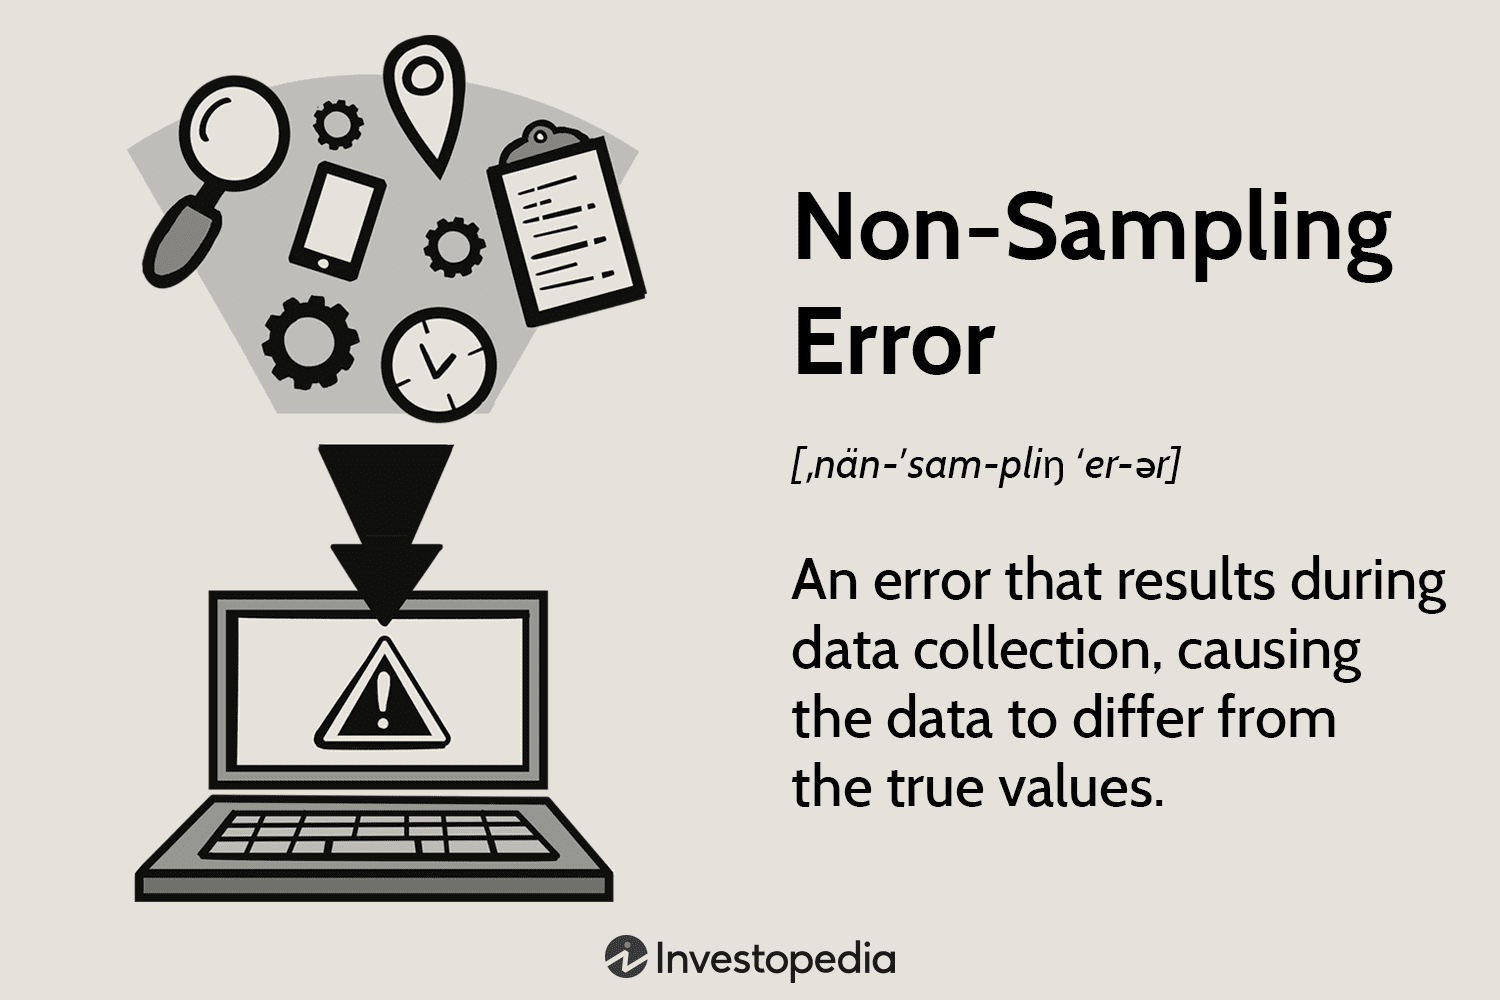 Non-Sampling
Error
[ˌnän-ˈsam-pliŋ ‘er-ər]
An error that results during
data collection, causing
the data to differ from
the true values.
Investopedia